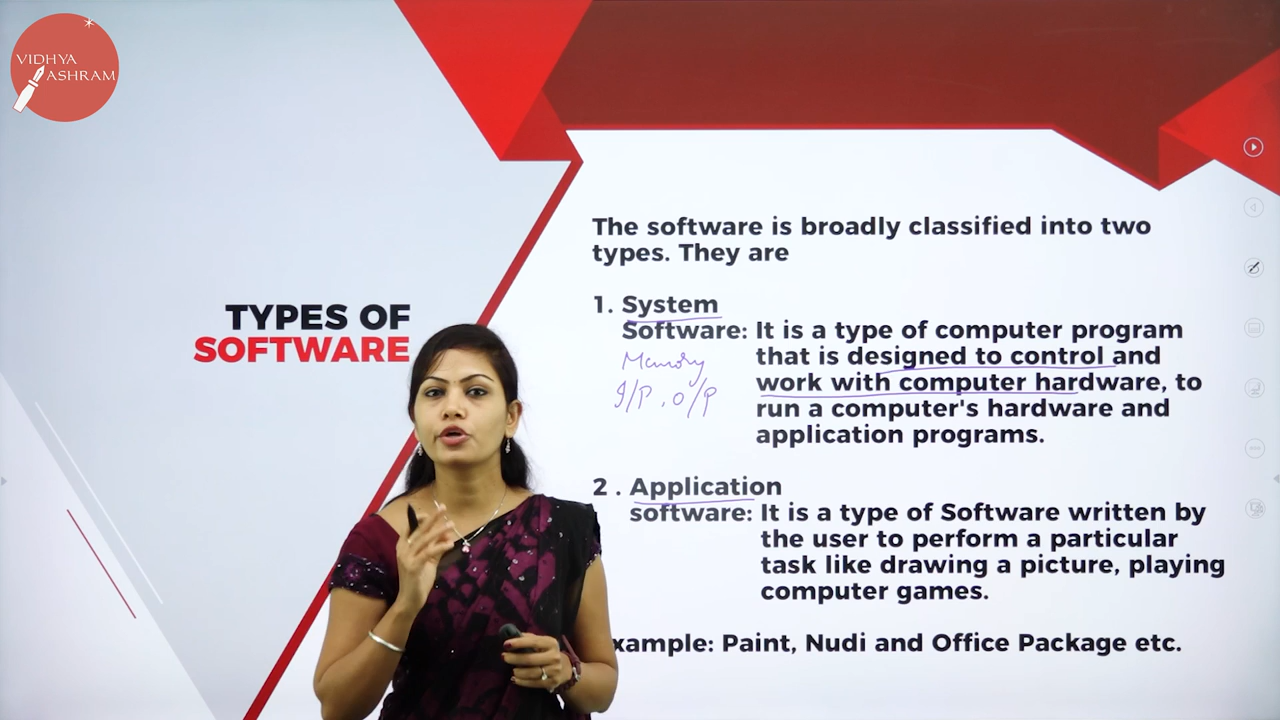 VIDHYA
ASHRAM
TYPES OF
SOFTWARE
The software is broadly classified into two
types. They are
1. System
Software: It is a type of computer program
that is designed to control and
work with computer hardware, to
run a computer's hardware and
application programs.
Memory
I/P, O/P
2 . Application
software: It is a type of Software written by
the user to perform a particular
task like drawing a picture, playing
computer games.
xample: Paint, Nudi and Office Package etc.